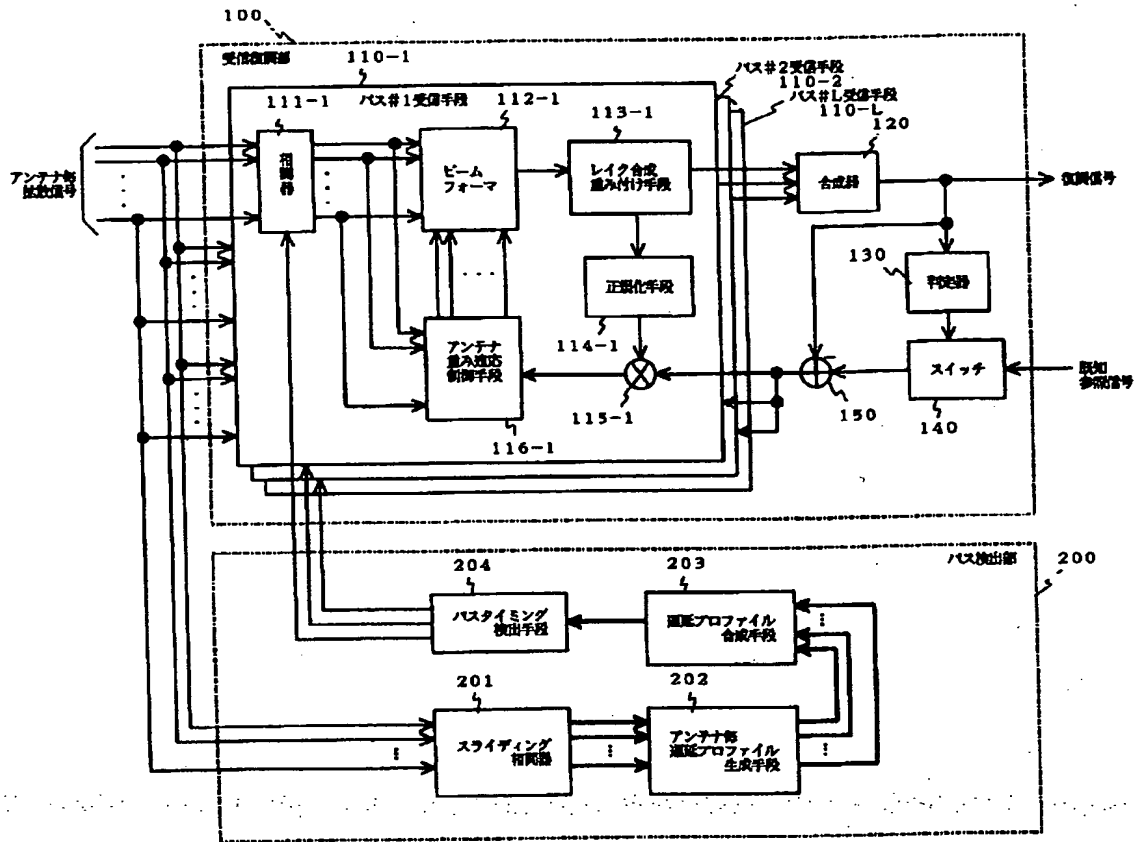 100
受信復調部
110-1
パス#1受信手段
パス#2受信手段
110-2
パス#L受信手段
110-L
111-1
相関器
112-1
ビーム
フォーマ
113-1
レイク合成
重み付け手段
120
合成器
復調信号
アンテナ毎
拡散信号
正規化手段
114-1
130
判定器
アンテナ
重み適応
制御手段
116-1
115-1
150
スイッチ
140
既知
参照信号
パス検出部
200
204
パスタイミング
検出手段
203
遅延プロファイル
合成手段
201
スライディング
相関器
202
アンテナ毎
遅延プロファイル
生成手段